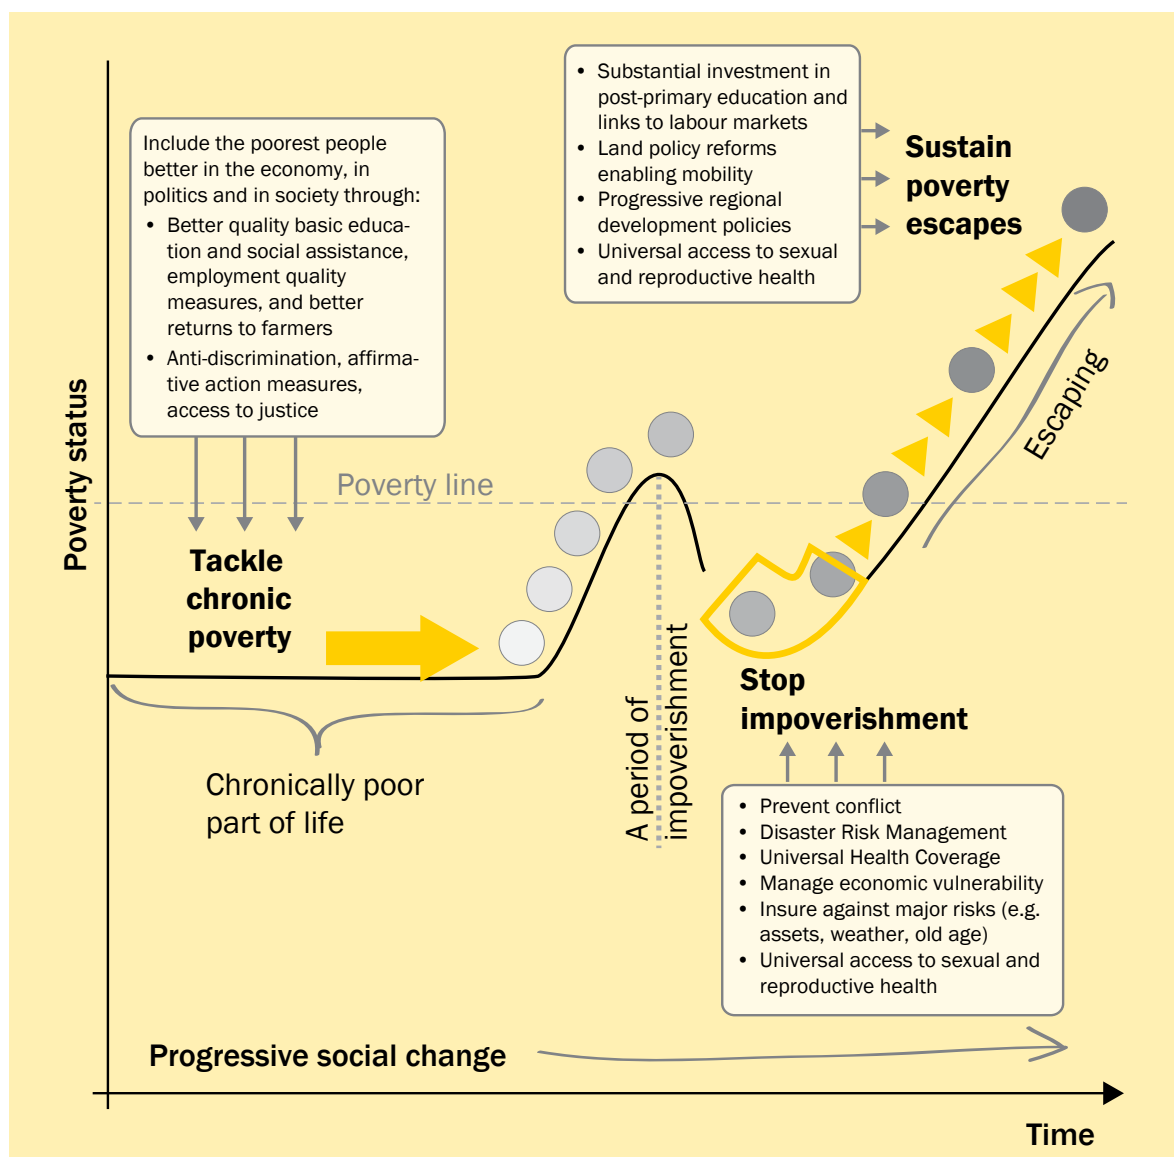 • Substantial investment in
post-primary education and
links to labour markets
• Land policy reforms
enabling mobility
• Progressive regional
development policies
• Universal access to sexual
and reproductive health
Sustain
poverty
escapes
Include the poorest people
better in the economy, in
politics and in society through:
• Better quality basic educa-
tion and social assistance,
employment quality
measures, and better
returns to farmers
• Anti-discrimination, affirma-
tive action measures,
access to justice
Poverty status
Poverty line
Escaping
Tackle
chronic
poverty
Chronically poor
part of life
A period of
impoverishment
Stop
impoverishment
• Prevent conflict
• Disaster Risk Management
• Universal Health Coverage
• Manage economic vulnerability
• Insure against major risks (e.g.
assets, weather, old age)
• Universal access to sexual and
reproductive health
Progressive social change
Time